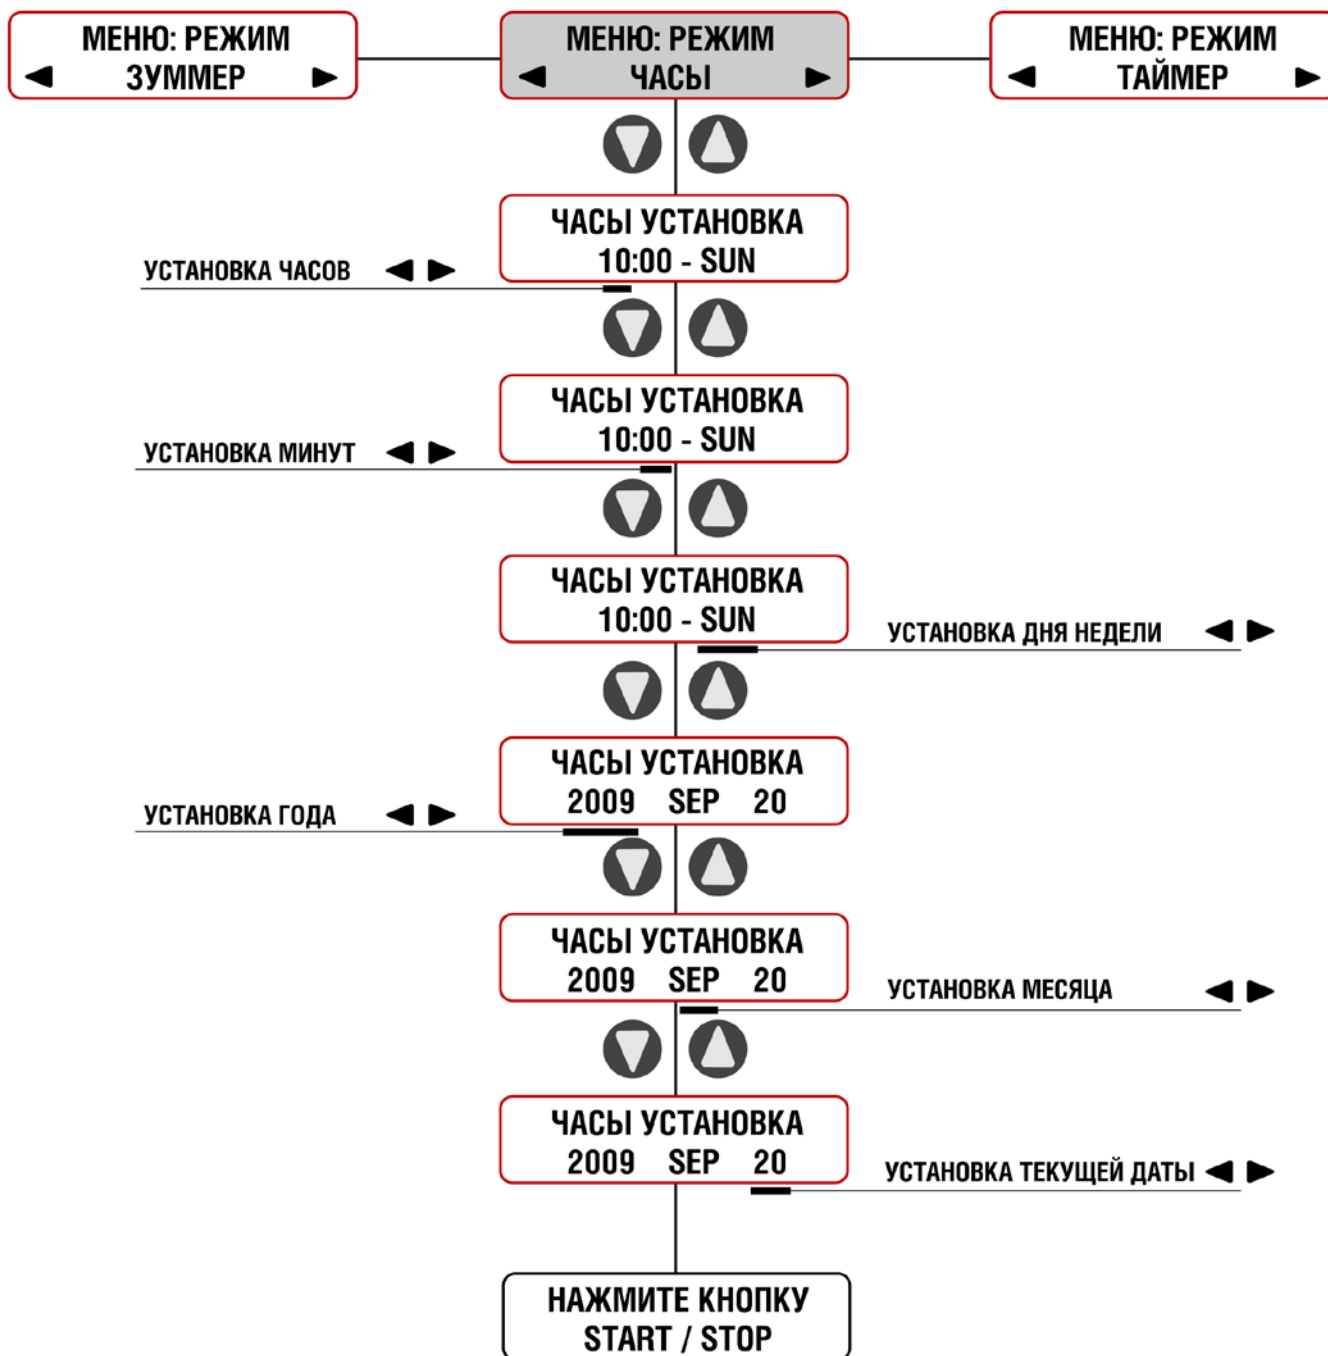 МЕНЮ: РЕЖИМ
ЗУММЕР
МЕНЮ: РЕЖИМ
ЧАСЫ
МЕНЮ: РЕЖИМ
ТАЙМЕР
ЧАСЫ УСТАНОВКА
10:00 - SUN
УСТАНОВКА ЧАСОВ
ЧАСЫ УСТАНОВКА
10:00 - SUN
УСТАНОВКА МИНУТ
ЧАСЫ УСТАНОВКА
10:00 - SUN
УСТАНОВКА ДНЯ НЕДЕЛИ
ЧАСЫ УСТАНОВКА
2009 SEP 20
УСТАНОВКА ГОДА
ЧАСЫ УСТАНОВКА
2009 SEP 20
УСТАНОВКА МЕСЯЦА
ЧАСЫ УСТАНОВКА
2009 SEP 20
УСТАНОВКА ТЕКУЩЕЙ ДАТЫ
НАЖМИТЕ КНОПКУ
START / STOP